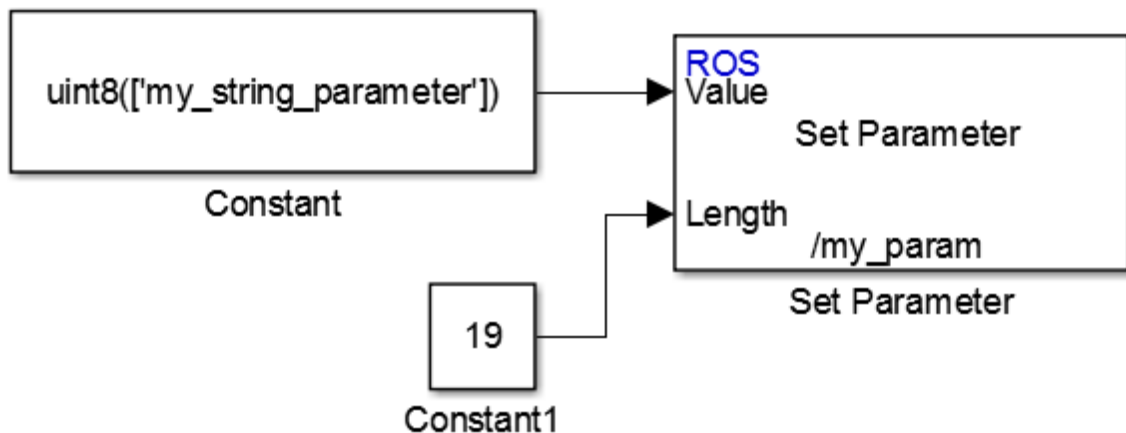 uint8(['my_string_parameter'])
Constant
19
Constant1
ROS
Value
Set Parameter
Length
/my_param
Set Parameter